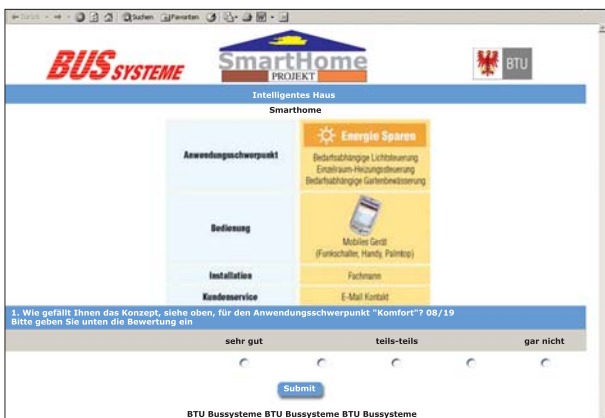 Zurück
Suchen Favoriten
BUS SYSTEME
SmartHome
PROJEKT
BTU
Intelligentes Haus
Smarthome
Anwendungsschwerpunkt
Energie Sparen
Bedarfsabhängige Lichtsteuerung
Einzelraum-Heizungssteuerung
Bedarfsabhängige Gartenbewässerung
Bedienung
Mobiles Gerät
(Funkschalter, Handy, Palmtop)
Installation
Fachmann
Kundenservice
E-Mail Kontakt
1. Wie gefällt Ihnen das Konzept, siehe oben, für den Anwendungsschwerpunkt "Komfort"? 08/19
Bitte geben Sie unten die Bewertung ein
sehr gut teils-teils gar nicht
Submit
BTU Bussysteme BTU Bussysteme BTU Bussysteme